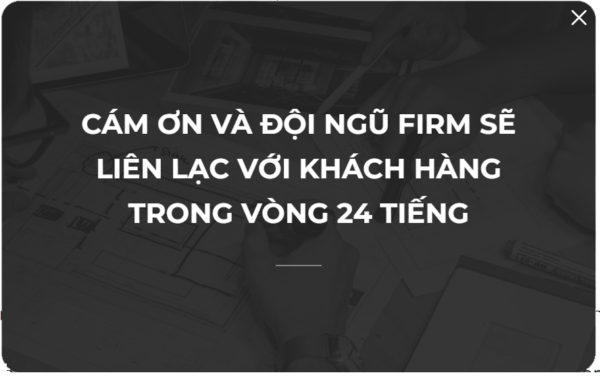 CÁM ƠN VÀ ĐỘI NGŨ FIRM SẼ
LIÊN LẠC VỚI KHÁCH HÀNG
TRONG VÒNG 24 TIẾNG